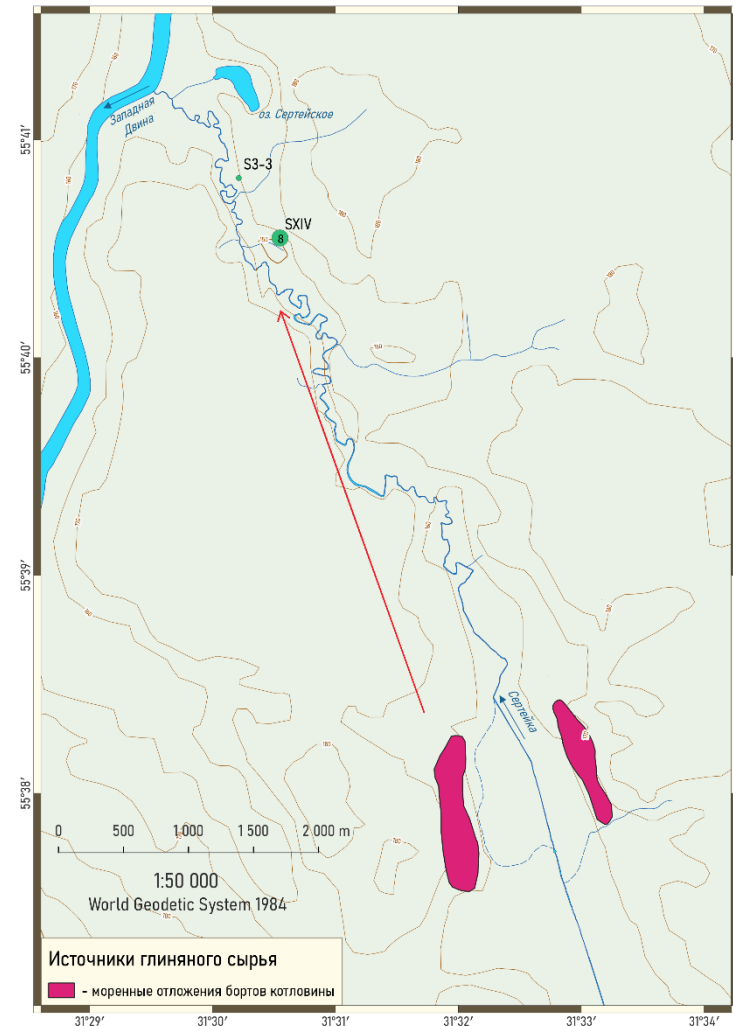 Западная
Двина
оз. Сертейское
S3-3
SXIV
8
Сертейка
55°41'
55°40'
55°39'
55°38'
0 500 1 000 1 500 2 000 m
1:50 000
World Geodetic System 1984
Источники глиняного сырья
- моренные отложения бортов котловины
31°29' 31°30' 31°31' 31°32' 31°33' 31°34'